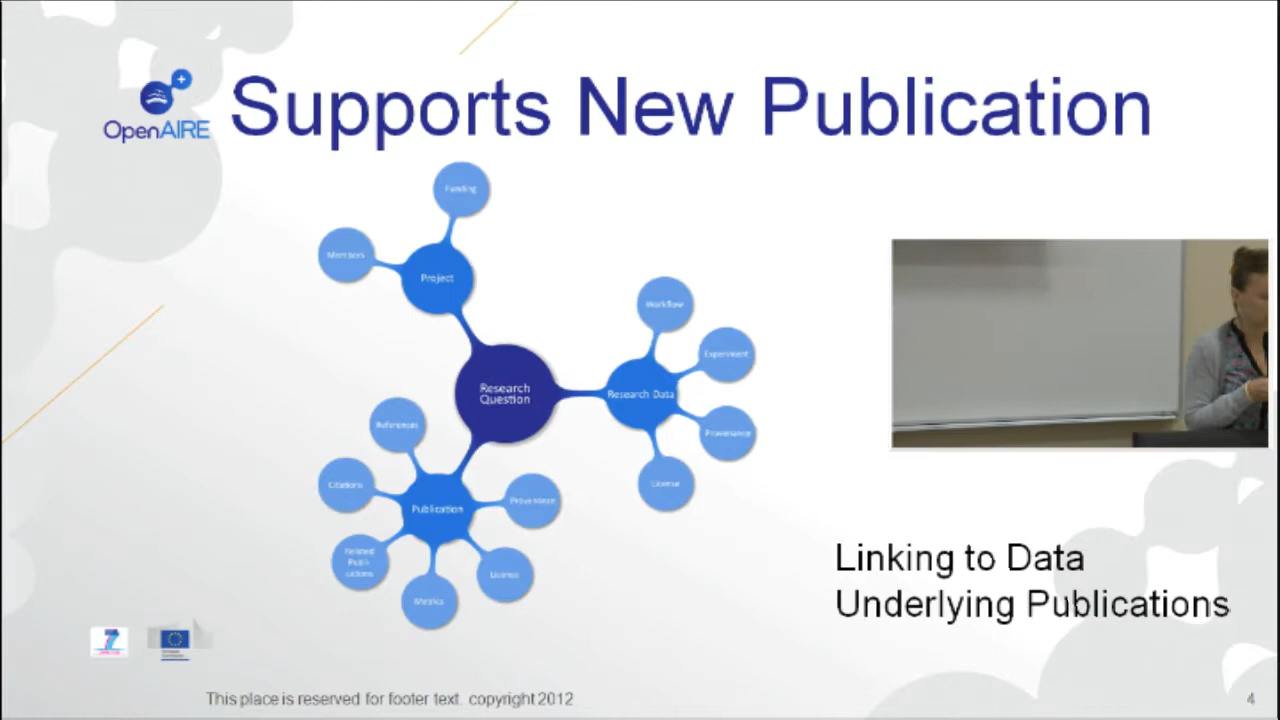 OpenAIRE
Supports New Publication
Funding
Members
Project
Workflow
Experiment
Research
Question
Research Data
References
Provenance
Citations
Provenance
Publication
License
Related
Publi-
cations
License
Metrics
Linking to Data
Underlying Publications
This place is reserved for footer text. copyright 2012
4